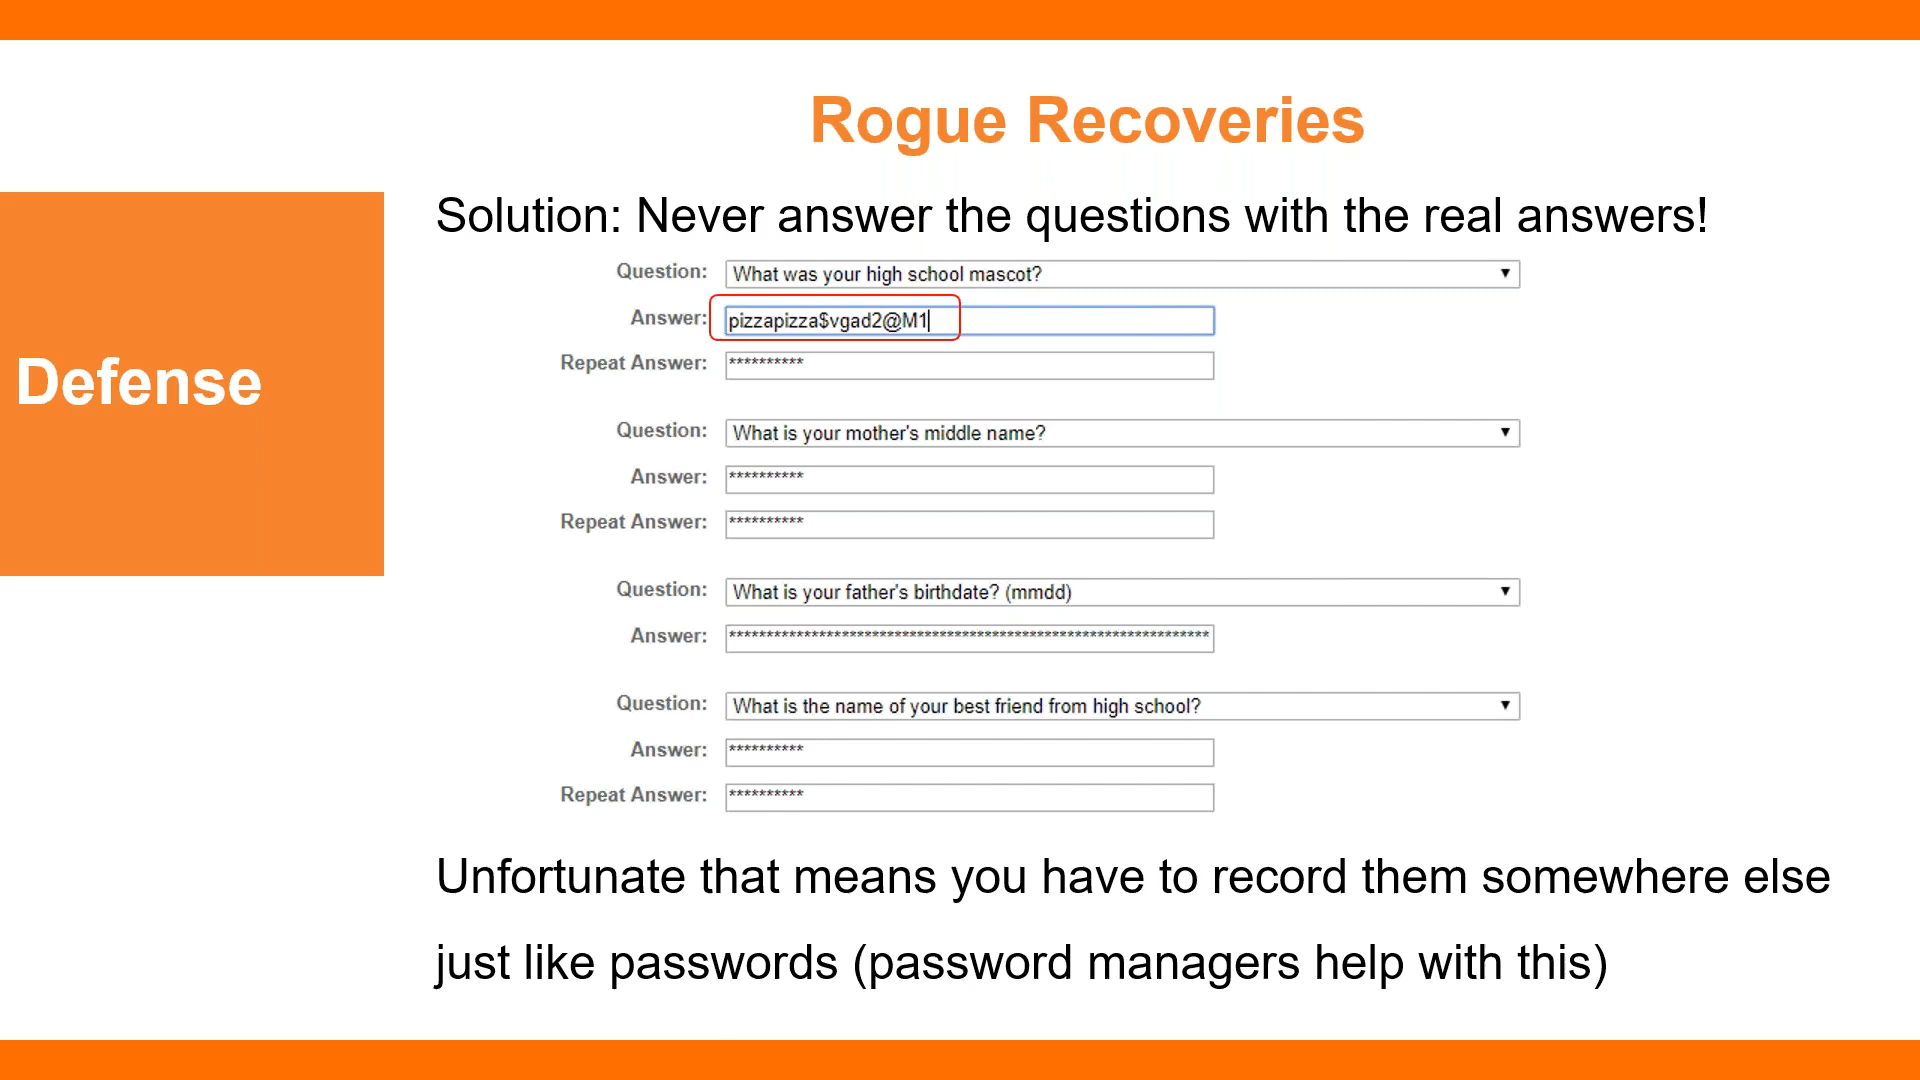 Rogue Recoveries
Defense
Solution: Never answer the questions with the real answers!
Question: What was your high school mascot? ▼
Answer: pizzapizza$vgad2@M1
Repeat Answer: **********
Question: What is your mother's middle name? ▼
Answer: **********
Repeat Answer: **********
Question: What is your father's birthdate? (mmdd) ▼
Answer: ****************************************************************
Question: What is the name of your best friend from high school? ▼
Answer: **********
Repeat Answer: **********
Unfortunate that means you have to record them somewhere else
just like passwords (password managers help with this)